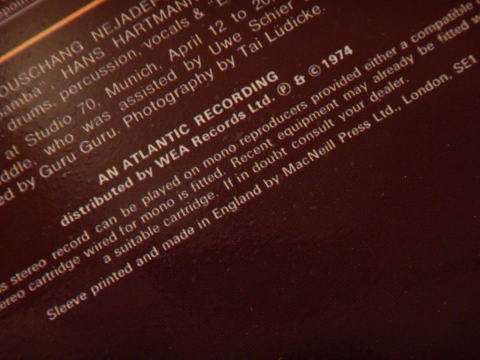 OUSCHANG NEJADEP
amba", HANS HARTMANN
drums, percussion, vocals & "E
at Studio 70, Munich, April 12 to 20,
ddle, who was assisted by Uwe Schier
ed by Guru Guru. Photography by Tai Lüdicke.
AN ATLANTIC RECORDING
distributed by WEA Records Ltd. ℗ & © 1974
s stereo record can be played on mono reproducers provided either a compatible
ereo cartridge wired for mono is fitted. Recent equipment may already be fitted w
a suitable cartridge. If in doubt consult your dealer.
Sleeve printed and made in England by MacNeill Press Ltd., London, SE1